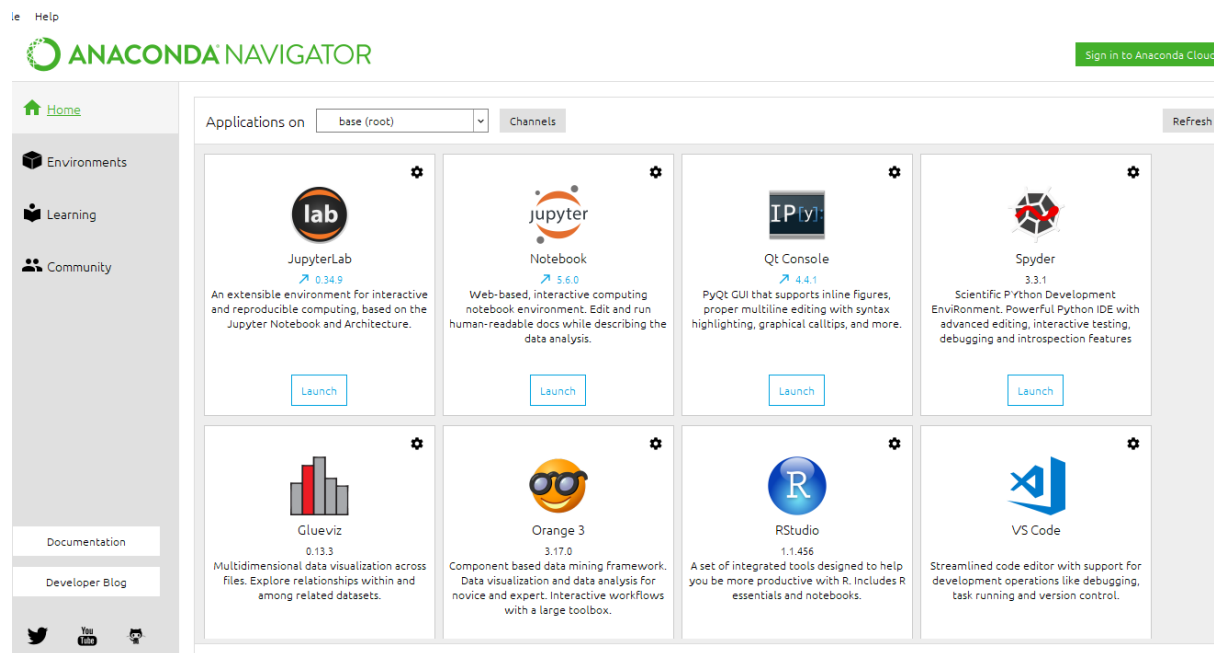 le Help
ANACONDA NAVIGATOR
Sign in to Anaconda Cloud
Home
Environments
Learning
Community
Documentation
Developer Blog
You
Tube
Applications on base (root) Channels Refresh
lab
JupyterLab
0.34.9
An extensible environment for interactive
and reproducible computing, based on the
Jupyter Notebook and Architecture.
Launch
jupyter
Notebook
5.6.0
Web-based, interactive computing
notebook environment. Edit and run
human-readable docs while describing the
data analysis.
Launch
IP[y]:
Qt Console
4.4.1
PyQt GUI that supports inline figures,
proper multiline editing with syntax
highlighting, graphical calltips, and more.
Launch
Spyder
3.3.1
Scientific PYthon Development
EnviRonment. Powerful Python IDE with
advanced editing, interactive testing,
debugging and introspection features
Launch
Glueviz
0.13.3
Multidimensional data visualization across
files. Explore relationships within and
among related datasets.
Orange 3
3.17.0
Component based data mining framework.
Data visualization and data analysis for
novice and expert. Interactive workflows
with a large toolbox.
R
RStudio
1.1.456
A set of integrated tools designed to help
you be more productive with R. Includes R
essentials and notebooks.
VS Code
Streamlined code editor with support for
development operations like debugging,
task running and version control.